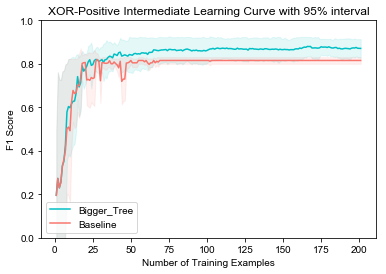 XOR-Positive Intermediate Learning Curve with 95% interval
1.0
0.8
0.6
0.4
0.2
0.0
F1 Score
Bigger_Tree
Baseline
0 25 50 75 100 125 150 175 200
Number of Training Examples